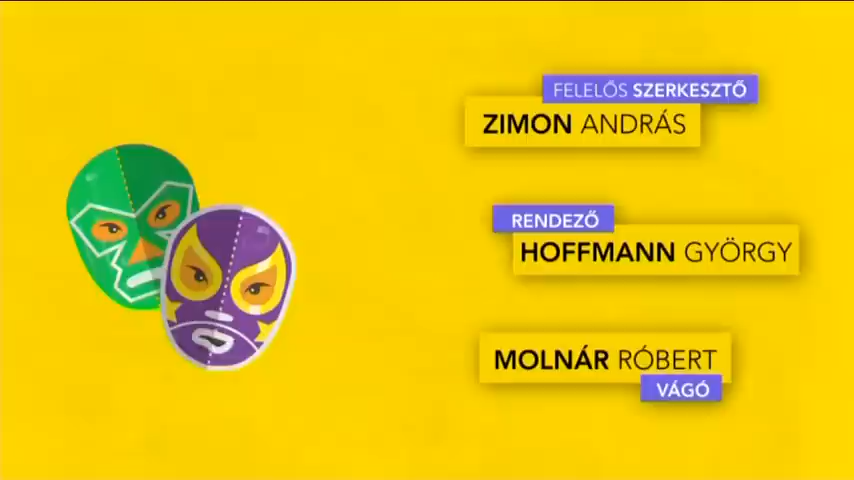 FELELŐS SZERKESZTŐ
ZIMON ANDRÁS
RENDEZŐ
HOFFMANN GYÖRGY
MOLNÁR RÓBERT
VÁGÓ